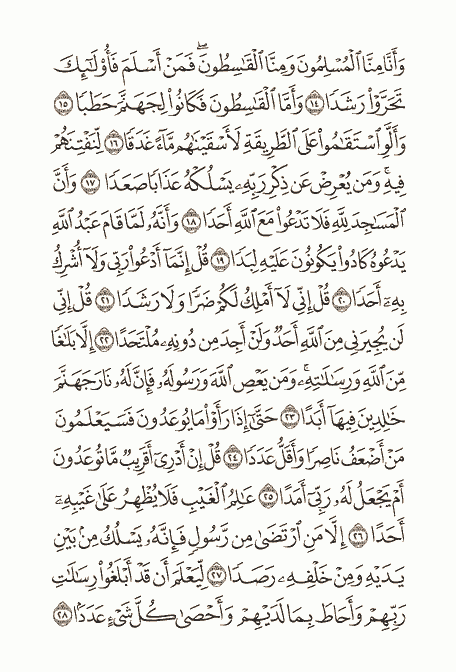 وَأَنَّا مِنَّا ٱلْمُسْلِمُونَ وَمِنَّا ٱلْقَـٰسِطُونَ ۖ فَمَنْ أَسْلَمَ فَأُو۟لَـٰٓئِكَ
تَحَرَّوْا۟ رَشَدًا ١٤ وَأَمَّا ٱلْقَـٰسِطُونَ فَكَانُوا۟ لِجَهَنَّمَ حَطَبًا ١٥
وَأَلَّوِ ٱسْتَقَـٰمُوا۟ عَلَى ٱلطَّرِيقَةِ لَأَسْقَيْنَـٰهُم مَّآءً غَدَقًا ١٦ لِّنَفْتِنَهُمْ
فِيهِ ۚ وَمَن يُعْرِضْ عَن ذِكْرِ رَبِّهِۦ يَسْلُكْهُ عَذَابًا صَعَدًا ١٧ وَأَنَّ
ٱلْمَسَـٰجِدَ لِلَّهِ فَلَا تَدْعُوا۟ مَعَ ٱللَّهِ أَحَدًا ١٨ وَأَنَّهُۥ لَمَّا قَامَ عَبْدُ ٱللَّهِ
يَدْعُوهُ كَادُوا۟ يَكُونُونَ عَلَيْهِ لِبَدًا ١٩ قُلْ إِنَّمَآ أَدْعُوا۟ رَبِّى وَلَآ أُشْرِكُ
بِهِۦٓ أَحَدًا ٢٠ قُلْ إِنِّى لَآ أَمْلِكُ لَكُمْ ضَرًّا وَلَا رَشَدًا ٢١ قُلْ إِنِّى
لَن يُجِيرَنِى مِنَ ٱللَّهِ أَحَدٌ وَلَنْ أَجِدَ مِن دُونِهِۦ مُلْتَحَدًا ٢٢ إِلَّا بَلَـٰغًا
مِّنَ ٱللَّهِ وَرِسَـٰلَـٰتِهِۦ ۚ وَمَن يَعْصِ ٱللَّهَ وَرَسُولَهُۥ فَإِنَّ لَهُۥ نَارَ جَهَنَّمَ
خَـٰلِدِينَ فِيهَآ أَبَدًا ٢٣ حَتَّىٰٓ إِذَا رَأَوْا۟ مَا يُوعَدُونَ فَسَيَعْلَمُونَ
مَنْ أَضْعَفُ نَاصِرًا وَأَقَلُّ عَدَدًا ٢٤ قُلْ إِنْ أَدْرِىٓ أَقَرِيبٌ مَّا تُوعَدُونَ
أَمْ يَجْعَلُ لَهُۥ رَبِّىٓ أَمَدًا ٢٥ عَـٰلِمُ ٱلْغَيْبِ فَلَا يُظْهِرُ عَلَىٰ غَيْبِهِۦٓ
أَحَدًا ٢٦ إِلَّا مَنِ ٱرْتَضَىٰ مِن رَّسُولٍ فَإِنَّهُۥ يَسْلُكُ مِنۢ بَيْنِ
يَدَيْهِ وَمِنْ خَلْفِهِۦ رَصَدًا ٢٧ لِّيَعْلَمَ أَن قَدْ أَبْلَغُوا۟ رِسَـٰلَـٰتِ
رَبِّهِمْ وَأَحَاطَ بِمَا لَدَيْهِمْ وَأَحْصَىٰ كُلَّ شَىْءٍ عَدَدًۢا ٢٨